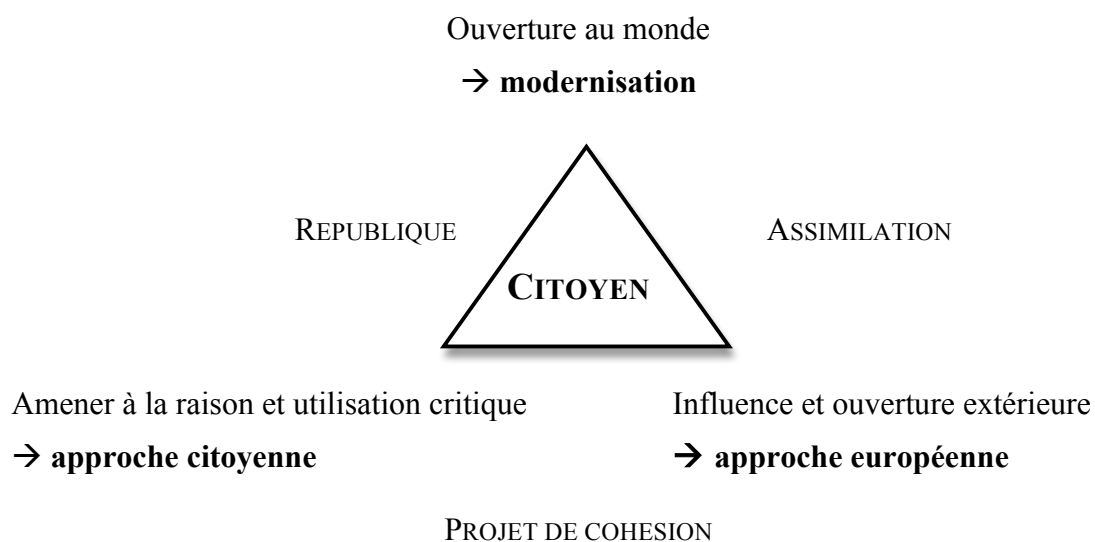 Ouverture au monde
→ modernisation
REPUBLIQUE
ASSIMILATION
CITOYEN
Amener à la raison et utilisation critique
Influence et ouverture extérieure
→ approche citoyenne
→ approche européenne
PROJET DE COHESION